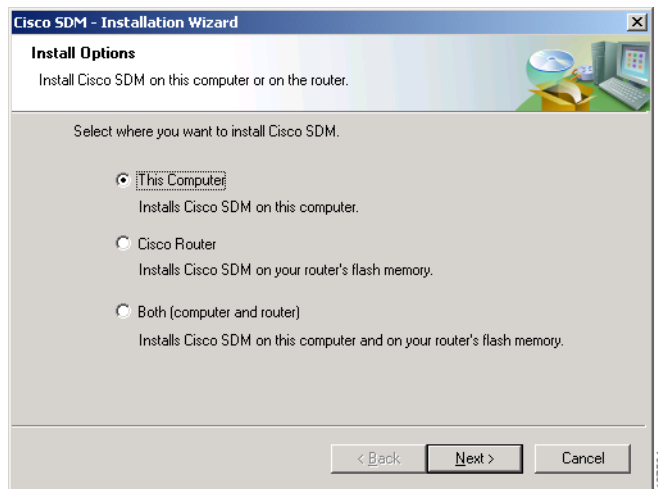 Cisco SDM - Installation Wizard
Install Options
Install Cisco SDM on this computer or on the router.
Select where you want to install Cisco SDM.
This Computer
Installs Cisco SDM on this computer.
Cisco Router
Installs Cisco SDM on your router's flash memory.
Both (computer and router)
Installs Cisco SDM on this computer and on your router's flash memory.
< Back
Next >
Cancel